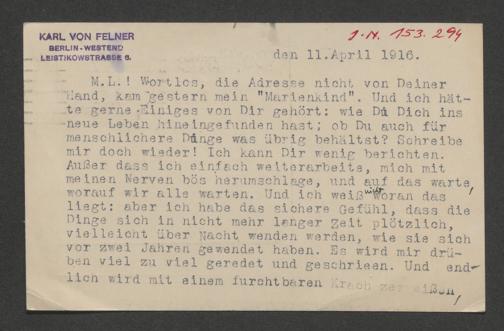 KARL VON FELNER
BERLIN-WESTEND
LEISTIKOWSTRASSE 6.
J.N. 153.294
den 11.April 1916.
M.L.! Wortlos, die Adresse nicht von Deiner
Hand, kam gestern mein "Marienkind". Und ich hät-
te gerne Einiges von Dir gehört: wie Du Dich ins
neue Leben hineingefunden hast; ob Du auch für
menschlichere Dinge was übrig behältst? Schreibe
mir doch wieder! Ich kann Dir wenig berichten.
Außer dass ich einfach weiterarbeite, mich mit
meinen Nerven bös herumschlage, und auf das warte,
worauf wir alle warten. Und ich weiß nicht woran das
liegt: aber ich habe das sichere Gefühl, dass die
Dinge sich in nicht mehr langer Zeit plötzlich,
vielleicht über Nacht wenden werden, wie sie sich
vor zwei Jahren gewendet haben. Es wird mir drü-
ben viel zu viel geredet und geschrieen. Und end-
lich wird mit einem furchtbaren Krach zerreißen,